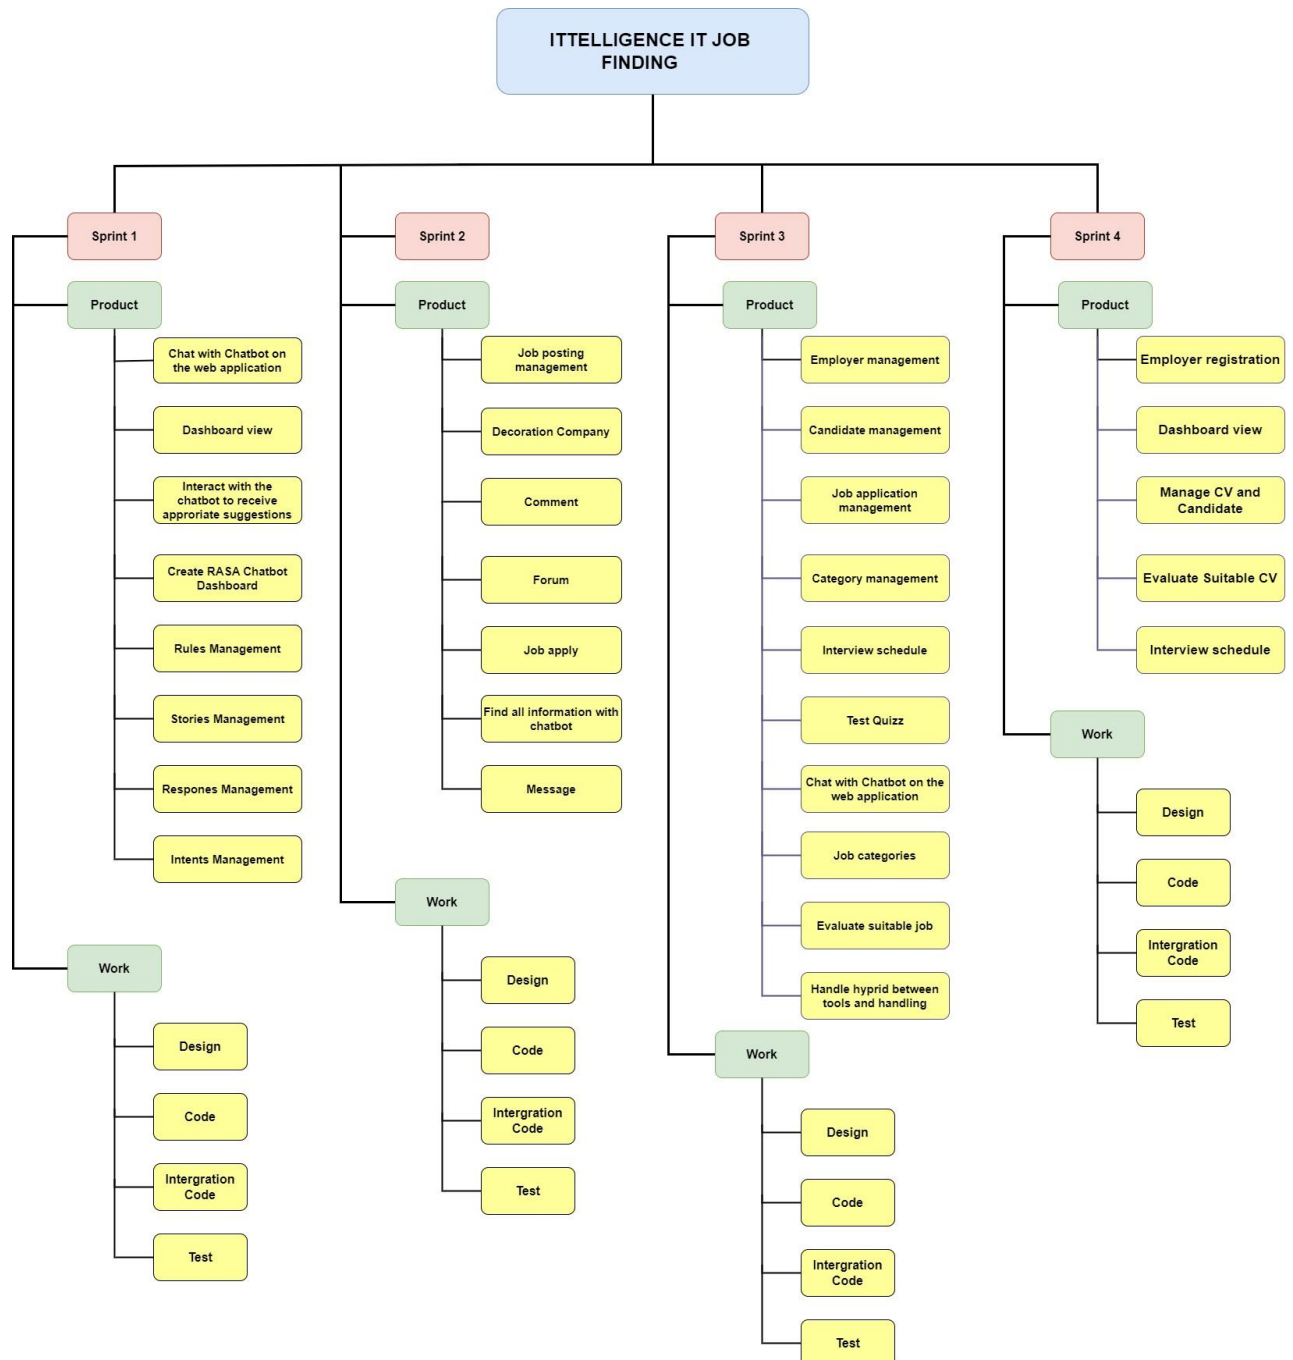 ITTELLIGENCE IT JOB
FINDING
Sprint 1
Product
Chat with Chatbot on
the web application
Dashboard view
Interact with the
chatbot to receive
approriate suggestions
Create RASA Chatbot
Dashboard
Rules Management
Stories Management
Respones Management
Intents Management
Work
Design
Code
Intergration
Code
Test
Sprint 2
Product
Job posting
management
Decoration Company
Comment
Forum
Job apply
Find all information with
chatbot
Message
Work
Design
Code
Intergration
Code
Test
Sprint 3
Product
Employer management
Candidate management
Job application
management
Category management
Interview schedule
Test Quizz
Chat with Chatbot on the
web application
Job categories
Evaluate suitable job
Handle hyprid between
tools and handling
Work
Design
Code
Intergration
Code
Test
Sprint 4
Product
Employer registration
Dashboard view
Manage CV and
Candidate
Evaluate Suitable CV
Interview schedule
Work
Design
Code
Intergration
Code
Test